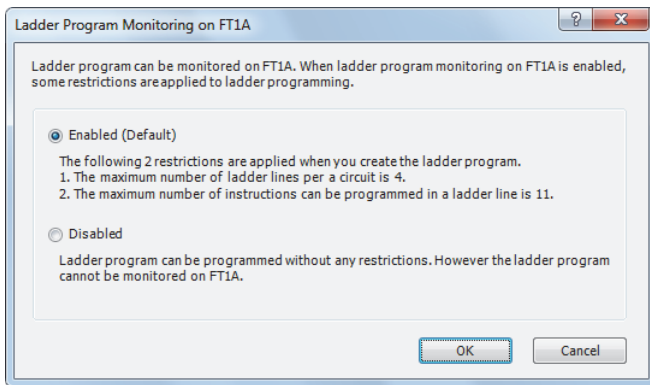 Ladder Program Monitoring on FT1A
Ladder program can be monitored on FT1A. When ladder program monitoring on FT1A is enabled,
some restrictions are applied to ladder programming.
Enabled (Default)
The following 2 restrictions are applied when you create the ladder program.
1. The maximum number of ladder lines per a circuit is 4.
2. The maximum number of instructions can be programmed in a ladder line is 11.
Disabled
Ladder program can be programmed without any restrictions. However the ladder program
cannot be monitored on FT1A.
OK Cancel